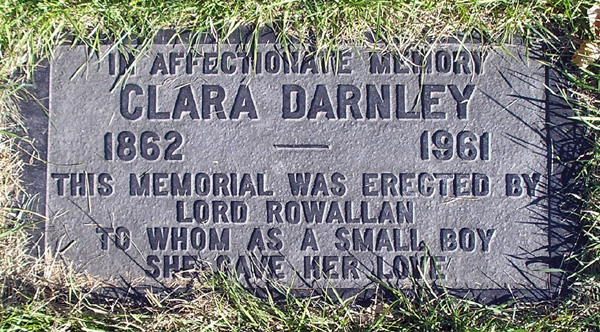 IN AFFECTIONATE MEMORY
CLARA DARNLEY
1862 — 1961
THIS MEMORIAL WAS ERECTED BY
LORD ROWALLAN
TO WHOM AS A SMALL BOY
SHE GAVE HER LOVE